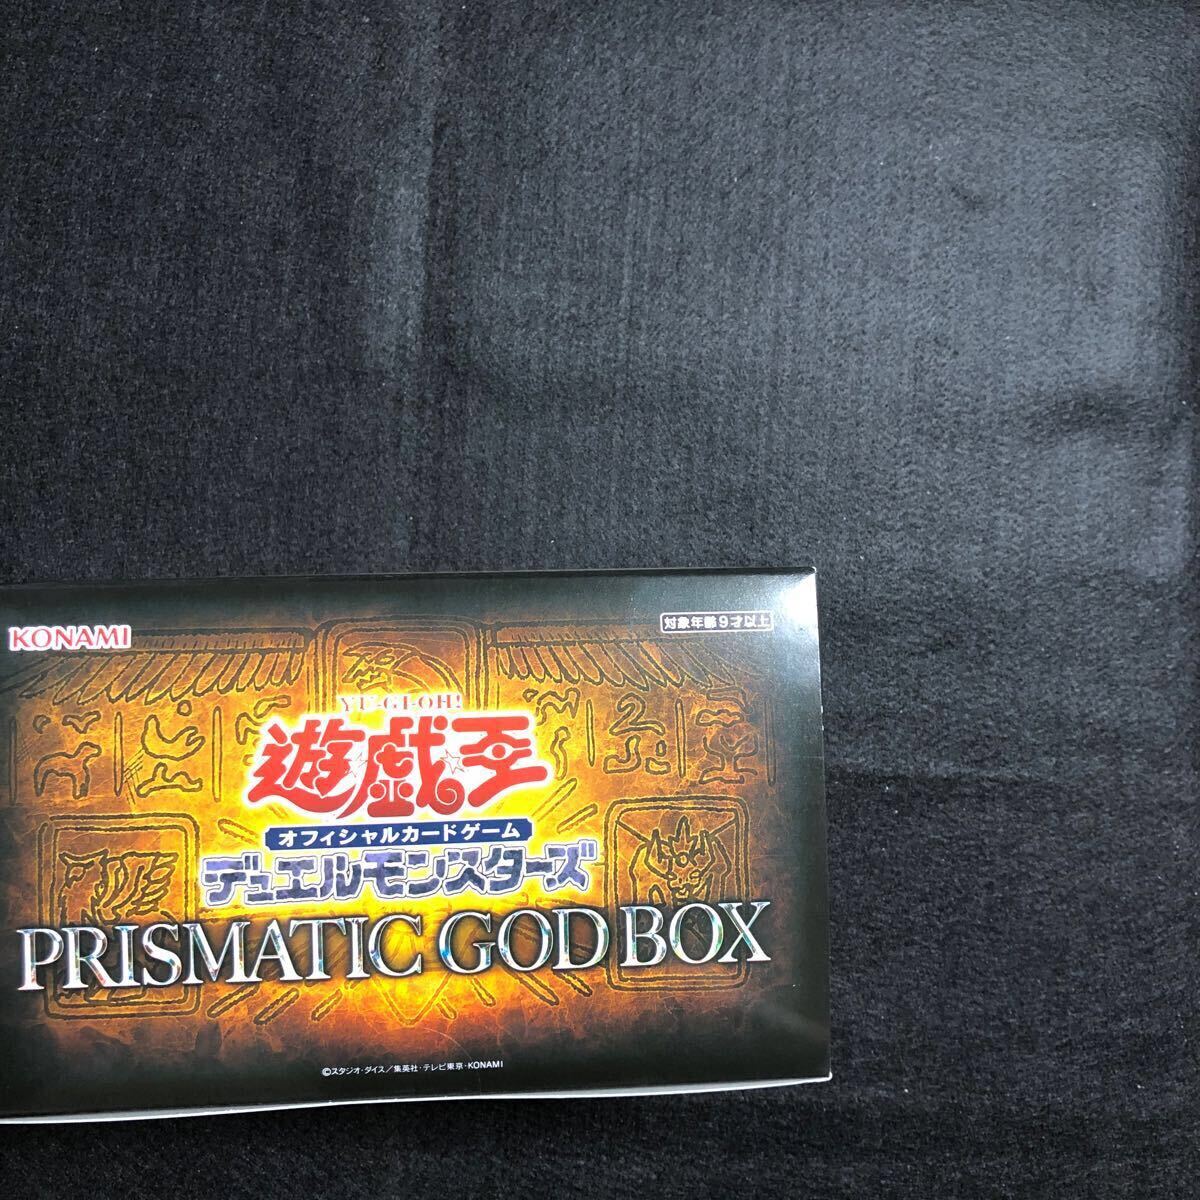 KONAMI
対象年齢9才以上
YU-GI-OH!
遊☆戯☆王
オフィシャルカードゲーム
デュエルモンスターズ
PRISMATIC GOD BOX
©スタジオ・ダイス／集英社・テレビ東京・KONAMI